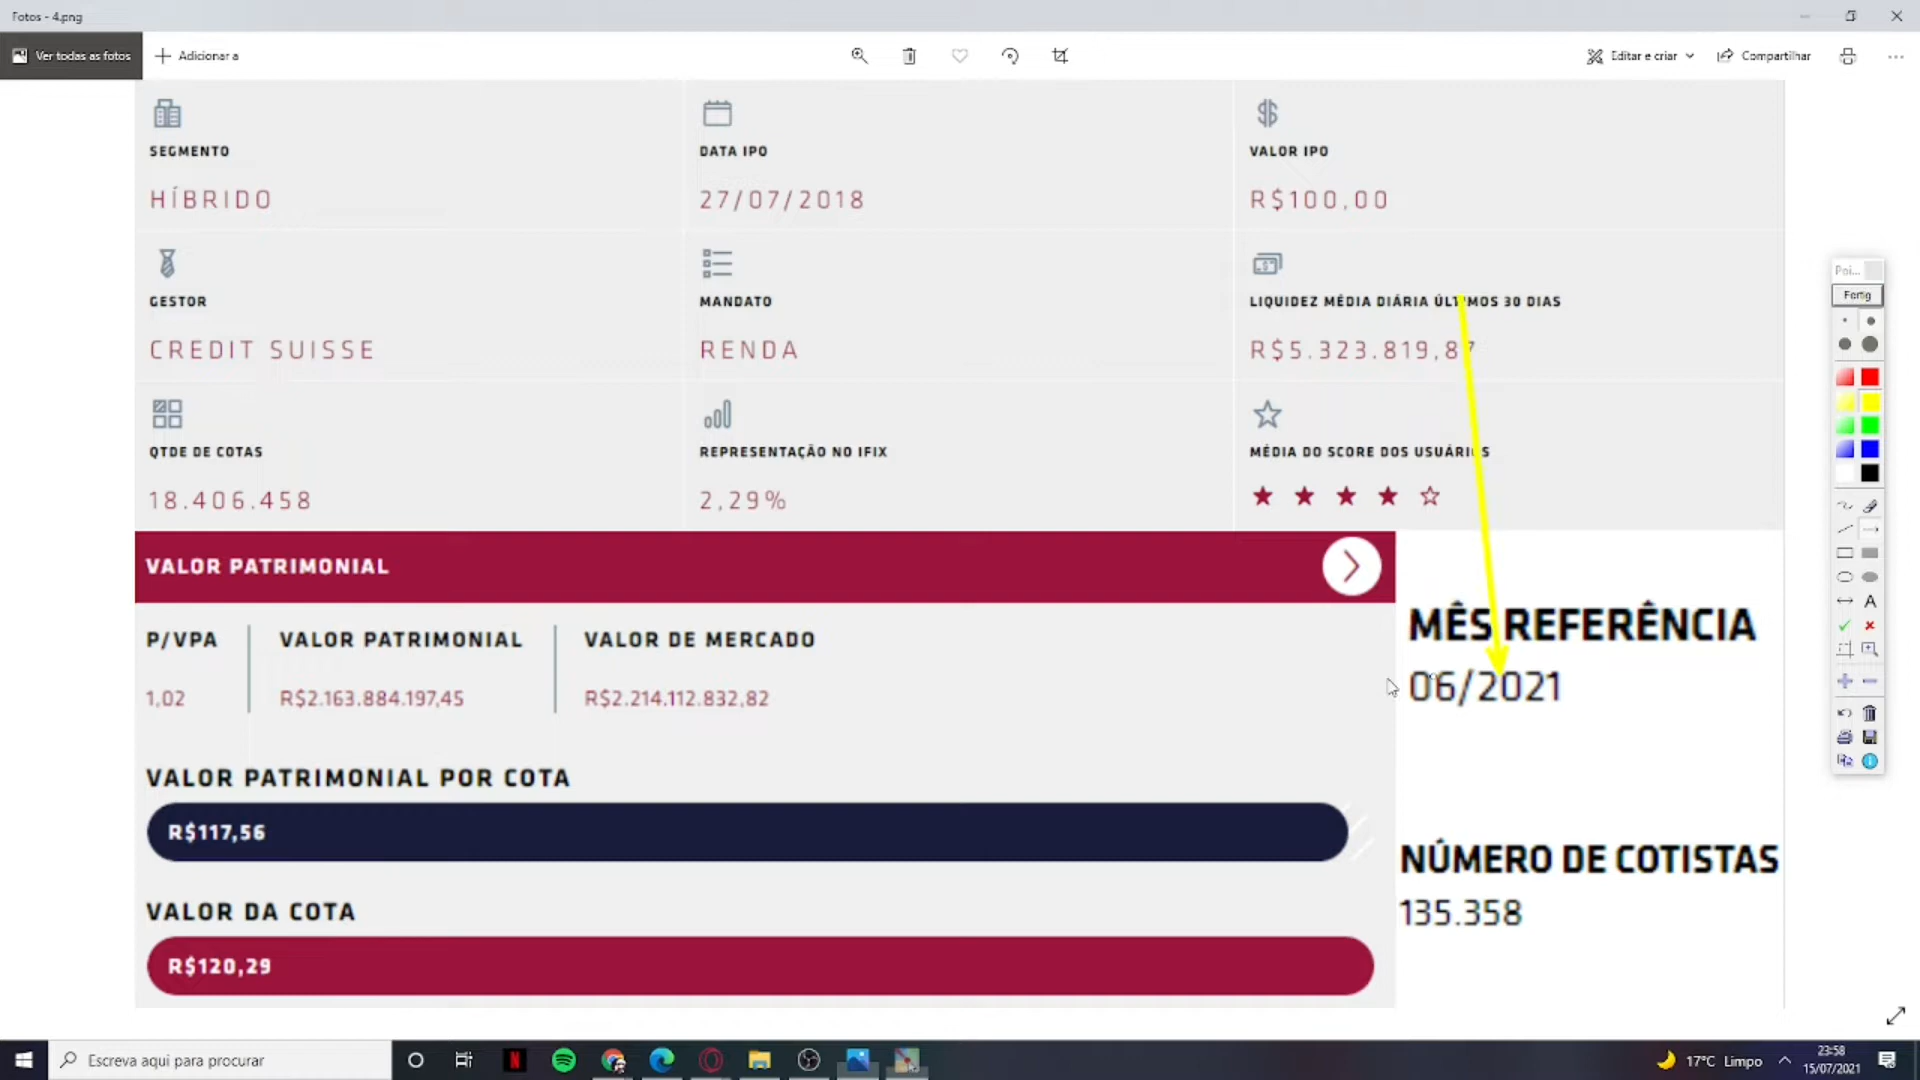 Fotos - 4.png
Ver todas as fotos
Adicionar a
Editar e criar
Compartilhar
SEGMENTO
HÍBRIDO
DATA IPO
27/07/2018
VALOR IPO
R$100,00
GESTOR
CREDIT SUISSE
MANDATO
RENDA
LIQUIDEZ MÉDIA DIÁRIA ÚLTIMOS 30 DIAS
R$5.323.819,87
QTDE DE COTAS
18.406.458
REPRESENTAÇÃO NO IFIX
2,29%
MÉDIA DO SCORE DOS USUÁRIOS
VALOR PATRIMONIAL
P/VPA
1,02
VALOR PATRIMONIAL
R$2.163.884.197,45
VALOR DE MERCADO
R$2.214.112.832,82
MÊS REFERÊNCIA
06/2021
VALOR PATRIMONIAL POR COTA
R$117,56
VALOR DA COTA
R$120,29
NÚMERO DE COTISTAS
135.358
Poi...
Fertig
A
Escreva aqui para procurar
17°C Limpo
23:58
15/07/2021